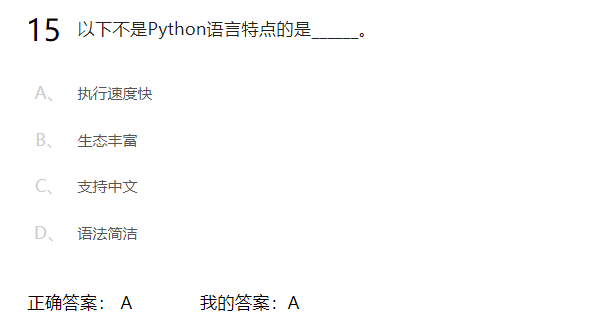 15 以下不是Python语言特点的是______。
A、 执行速度快
B、 生态丰富
C、 支持中文
D、 语法简洁
正确答案： A 我的答案：A